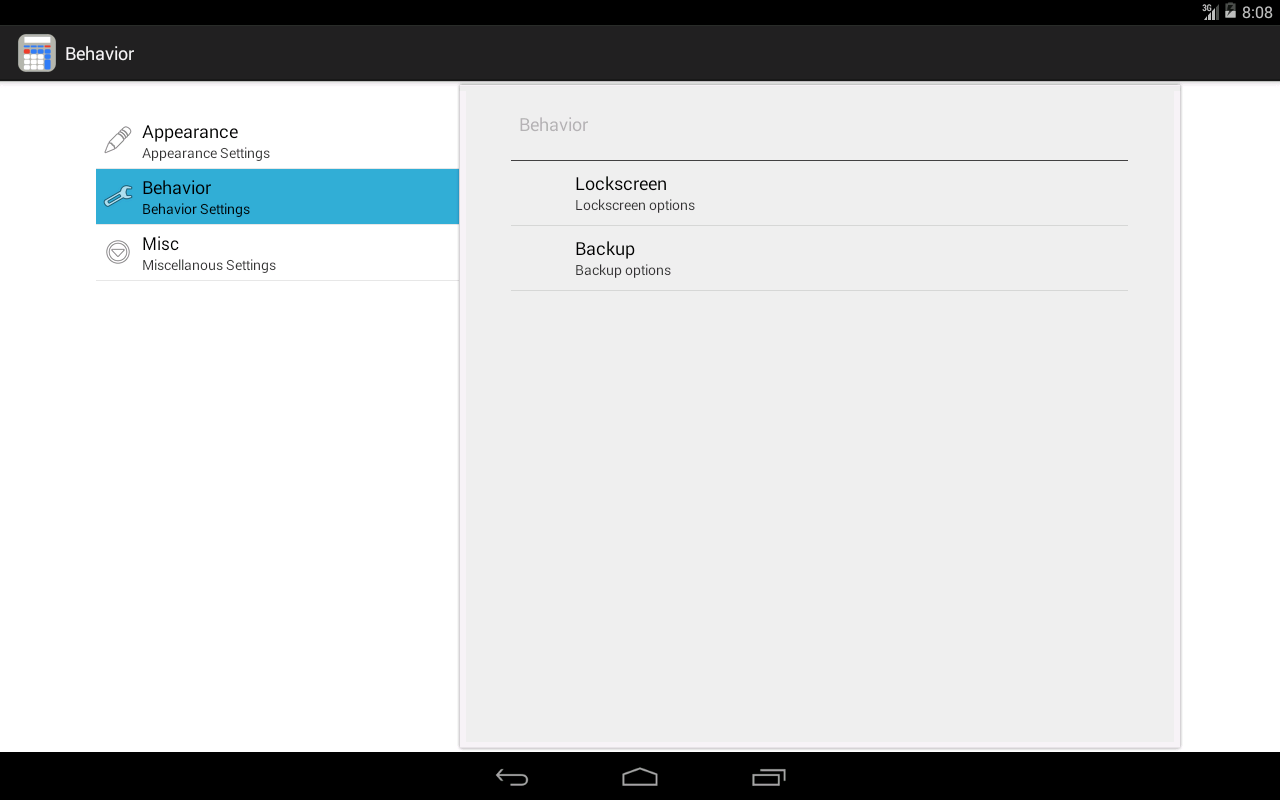 3G 8:08
Behavior
Appearance
Appearance Settings
Behavior
Behavior Settings
Misc
Miscellanous Settings
Behavior
Lockscreen
Lockscreen options
Backup
Backup options